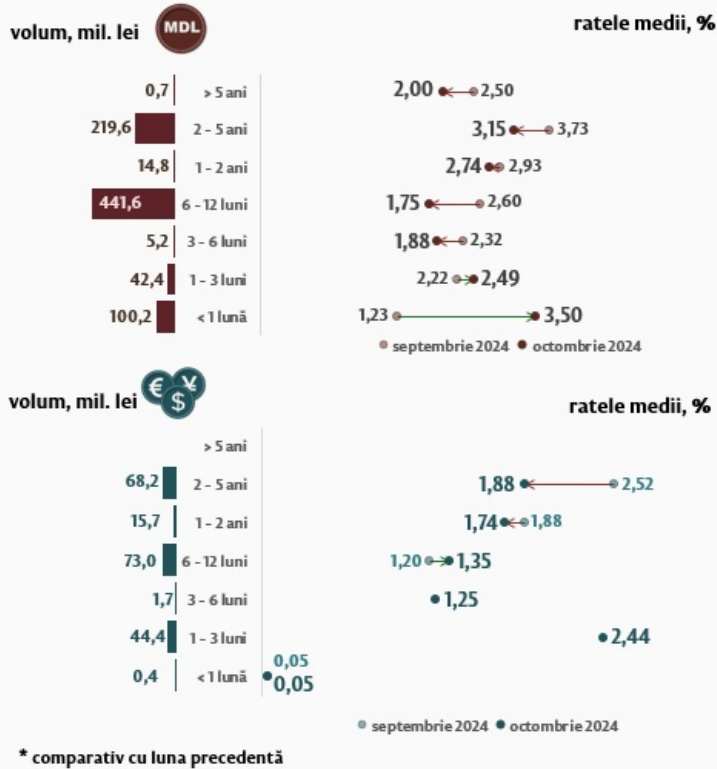 volum, mil. lei MDL ratele medii, %
0,7 > 5 ani 2,00 2,50
219,6 2 - 5 ani 3,15 3,73
14,8 1 - 2 ani 2,74 2,93
441,6 6 - 12 luni 1,75 2,60
5,2 3 - 6 luni 1,88 2,32
42,4 1 - 3 luni 2,22 2,49
100,2 < 1 lună 1,23 3,50
septembrie 2024 octombrie 2024
volum, mil. lei € ¥ $ ratele medii, %
> 5 ani
68,2 2 - 5 ani 1,88 2,52
15,7 1 - 2 ani 1,74 1,88
73,0 6 - 12 luni 1,20 1,35
1,7 3 - 6 luni 1,25
44,4 1 - 3 luni 2,44
0,05
0,4 < 1 lună 0,05
septembrie 2024 octombrie 2024
* comparativ cu luna precedentă